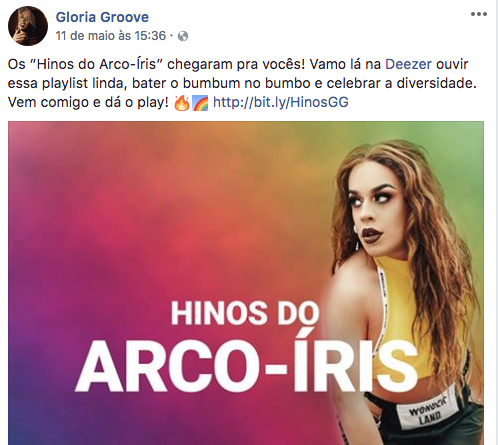 Gloria Groove
11 de maio às 15:36 ·
Os “Hinos do Arco-Íris” chegaram pra vocês! Vamo lá na Deezer ouvir
essa playlist linda, bater o bumbum no bumbo e celebrar a diversidade.
Vem comigo e dá o play! 🔥🌈 http://bit.ly/HinosGG
HINOS DO
ARCO-ÍRIS
WONDER
LAND